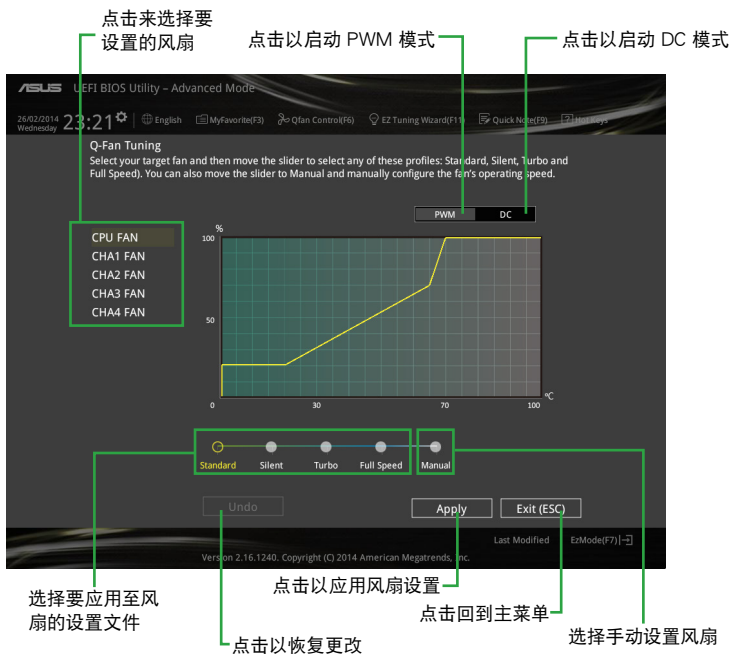 点击来选择要
设置的风扇
点击以启动 PWM 模式
点击以启动 DC 模式
ASUS UEFI BIOS Utility – Advanced Mode
26/02/2014
Wednesday
23:21
English
MyFavorite(F3)
Qfan Control(F6)
EZ Tuning Wizard(F11)
Quick Note(F9)
Hot Keys
Q-Fan Tuning
Select your target fan and then move the slider to select any of these profiles: Standard, Silent, Turbo and
Full Speed). You can also move the slider to Manual and manually configure the fan's operating speed.
PWM
DC
CPU FAN
CHA1 FAN
CHA2 FAN
CHA3 FAN
CHA4 FAN
%
100
50
0
30
70
100
°C
Standard
Silent
Turbo
Full Speed
Manual
Undo
Apply
Exit (ESC)
Last Modified
EzMode(F7)
Version 2.16.1240. Copyright (C) 2014 American Megatrends, Inc.
选择要应用至风
扇的设置文件
点击以恢复更改
点击以应用风扇设置
点击回到主菜单
选择手动设置风扇